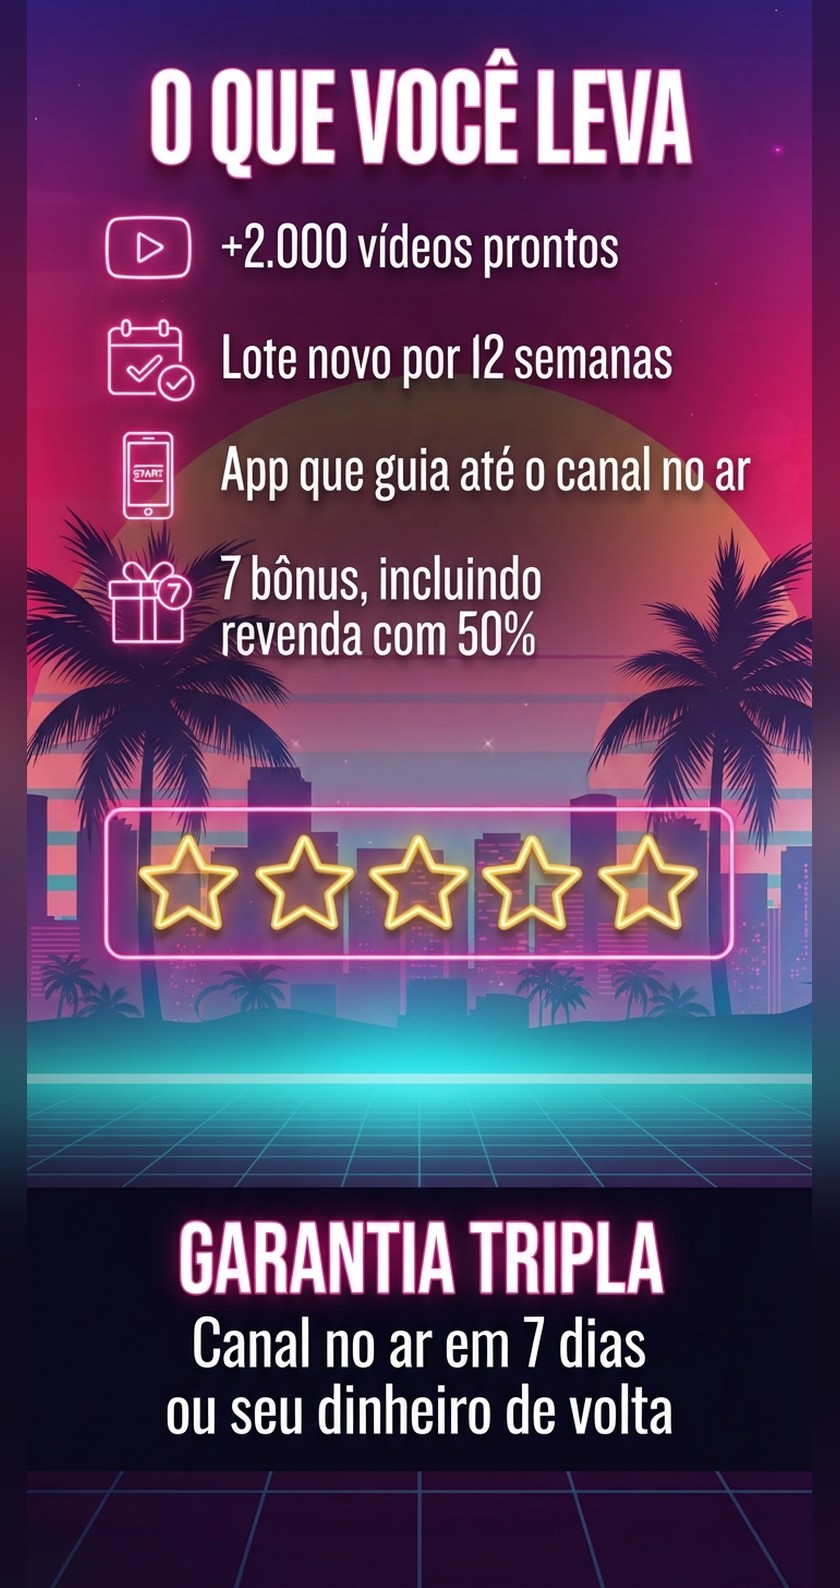 O QUE VOCÊ LEVA
+2.000 vídeos prontos
Lote novo por 12 semanas
START
App que guia até o canal no ar
7
7 bônus, incluindo
revenda com 50%
GARANTIA TRIPLA
Canal no ar em 7 dias
ou seu dinheiro de volta